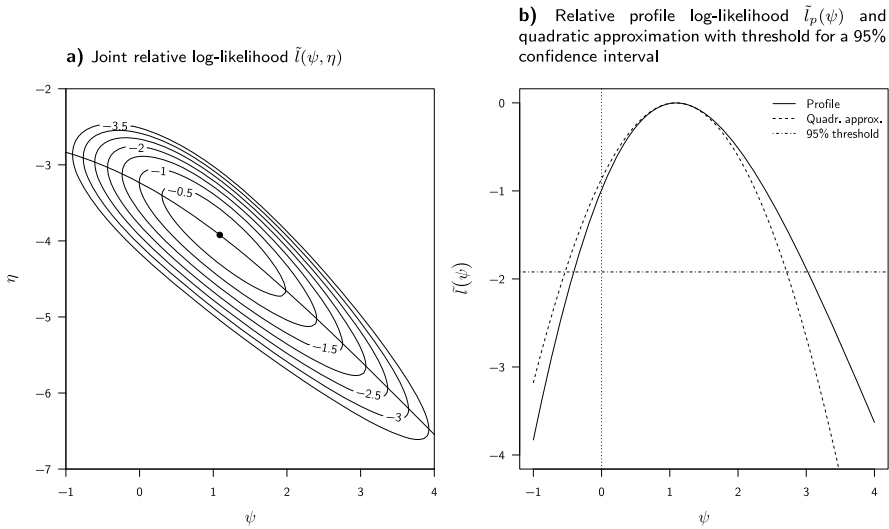 a) Joint relative log-likelihood l̃(ψ, η)
−2
−3
−4
−5
−6
−7
η
−3.5
−2
−1
−0.5
−1.5
−2.5
−3
−1 0 1 2 3 4
ψ
b) Relative profile log-likelihood l̃ₚ(ψ) and
quadratic approximation with threshold for a 95%
confidence interval
0
−1
−2
−3
−4
l̃(ψ)
Profile
Quadr. approx.
95% threshold
−1 0 1 2 3 4
ψ